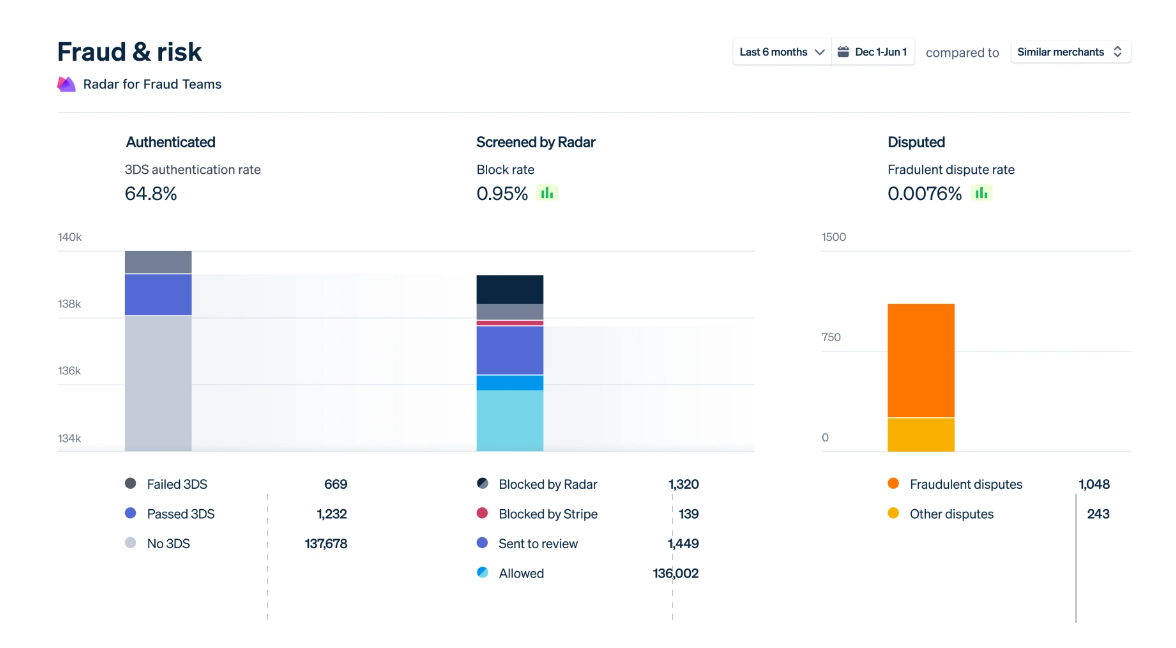 Fraud & risk
Last 6 months
Dec 1-Jun 1
compared to
Similar merchants
Radar for Fraud Teams
Authenticated
3DS authentication rate
64.8%
Screened by Radar
Block rate
0.95%
Disputed
Fradulent dispute rate
0.0076%
140k
138k
136k
134k
1500
750
0
Failed 3DS 669
Passed 3DS 1,232
No 3DS 137,678
Blocked by Radar 1,320
Blocked by Stripe 139
Sent to review 1,449
Allowed 136,002
Fraudulent disputes 1,048
Other disputes 243